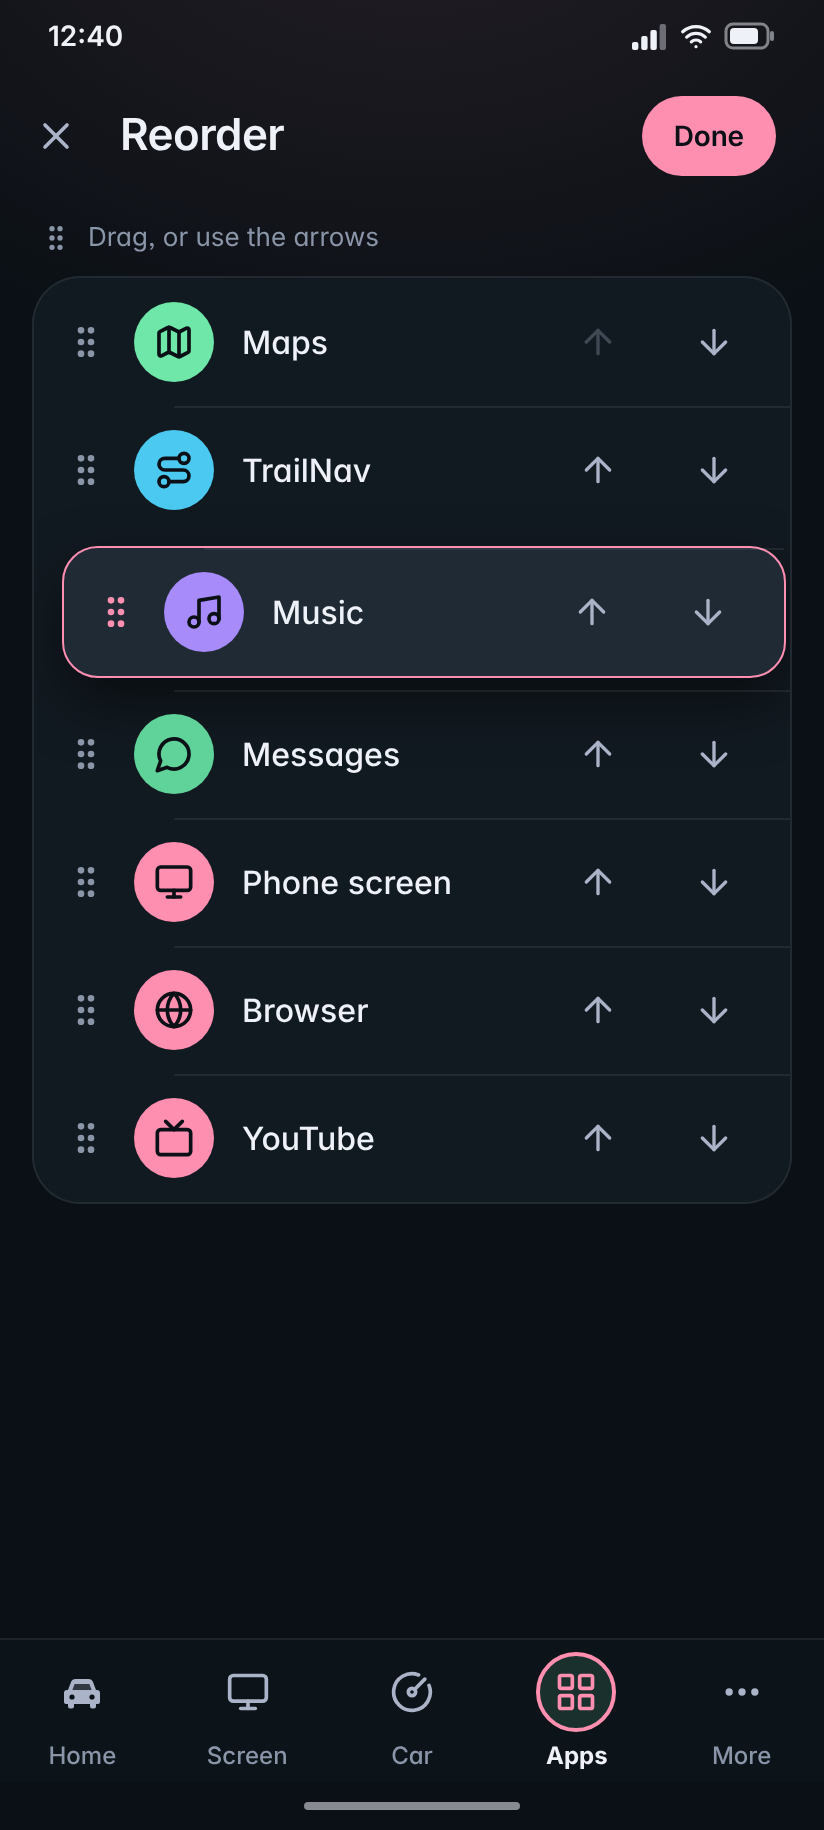 12:40
Reorder
Done
Drag, or use the arrows
Maps
TrailNav
Music
Messages
Phone screen
Browser
YouTube
Home
Screen
Car
Apps
More